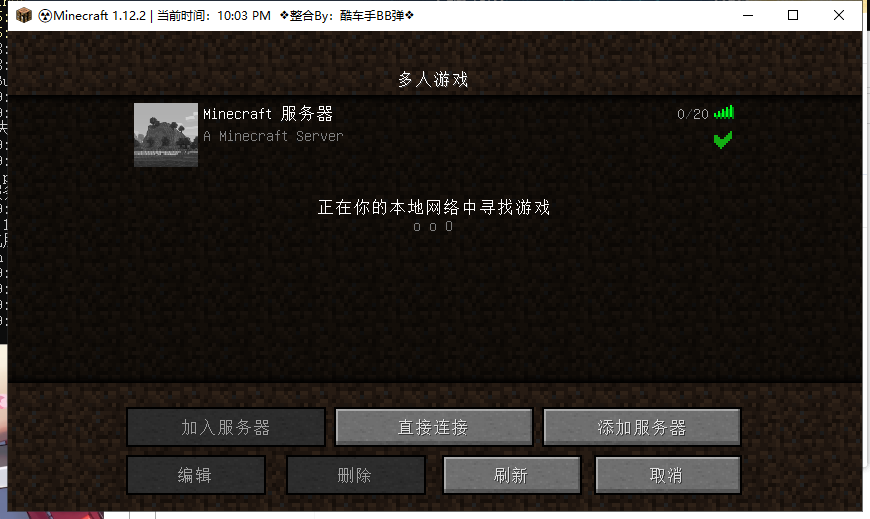 ☢Minecraft 1.12.2 | 当前时间：10:03 PM ❖整合By：酷车手BB弹❖
多人游戏
Minecraft 服务器 0/20
A Minecraft Server
正在你的本地网络中寻找游戏
o o O
加入服务器 直接连接 添加服务器
编辑 删除 刷新 取消